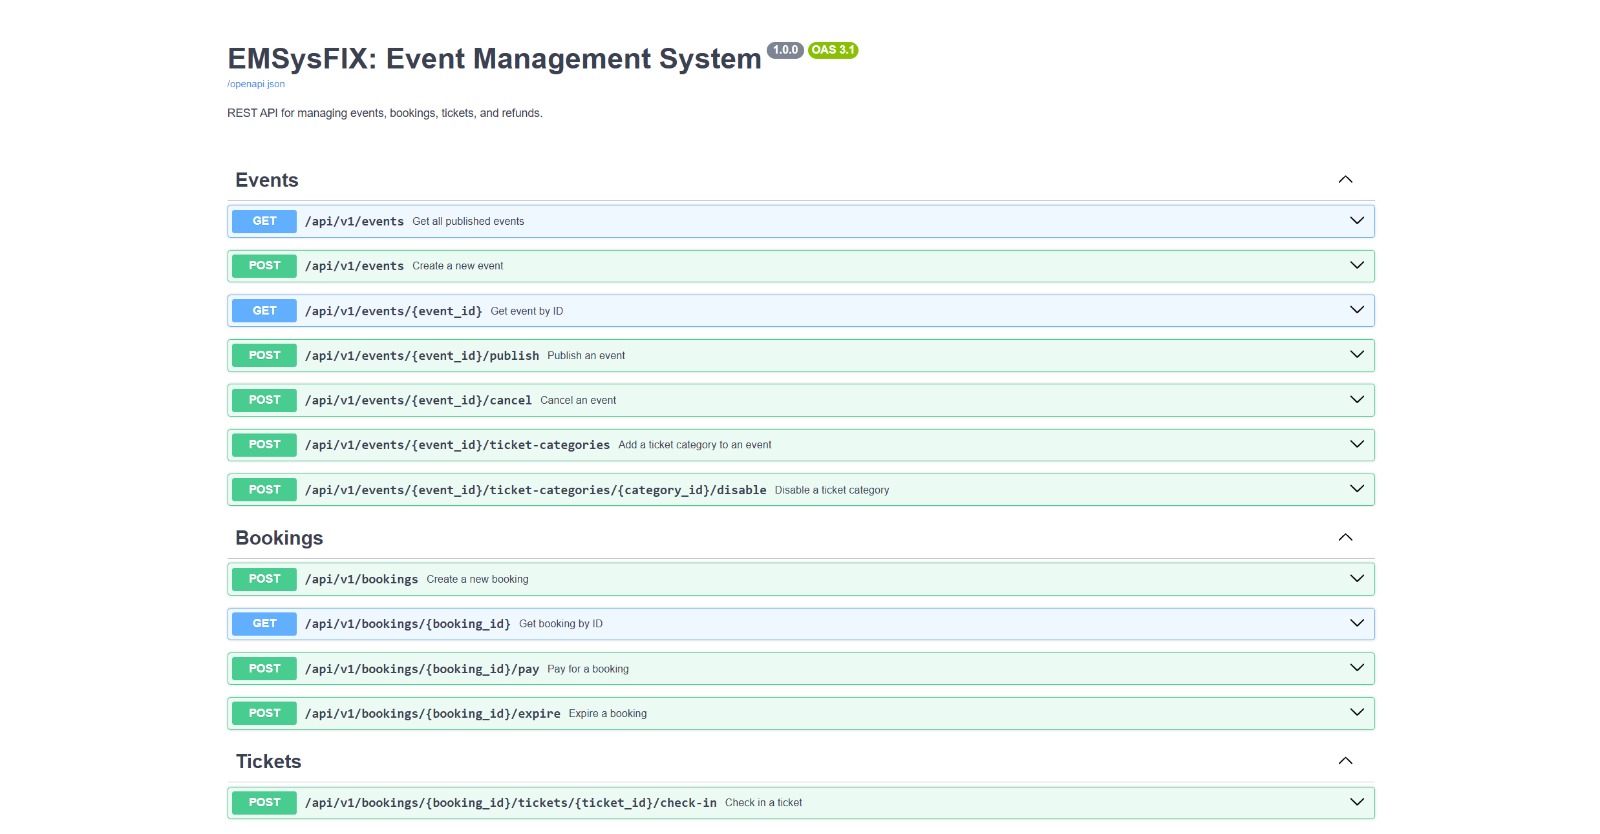 EMSysFIX: Event Management System 1.0.0 OAS 3.1
/openapi.json
REST API for managing events, bookings, tickets, and refunds.
Events
GET /api/v1/events Get all published events
POST /api/v1/events Create a new event
GET /api/v1/events/{event_id} Get event by ID
POST /api/v1/events/{event_id}/publish Publish an event
POST /api/v1/events/{event_id}/cancel Cancel an event
POST /api/v1/events/{event_id}/ticket-categories Add a ticket category to an event
POST /api/v1/events/{event_id}/ticket-categories/{category_id}/disable Disable a ticket category
Bookings
POST /api/v1/bookings Create a new booking
GET /api/v1/bookings/{booking_id} Get booking by ID
POST /api/v1/bookings/{booking_id}/pay Pay for a booking
POST /api/v1/bookings/{booking_id}/expire Expire a booking
Tickets
POST /api/v1/bookings/{booking_id}/tickets/{ticket_id}/check-in Check in a ticket